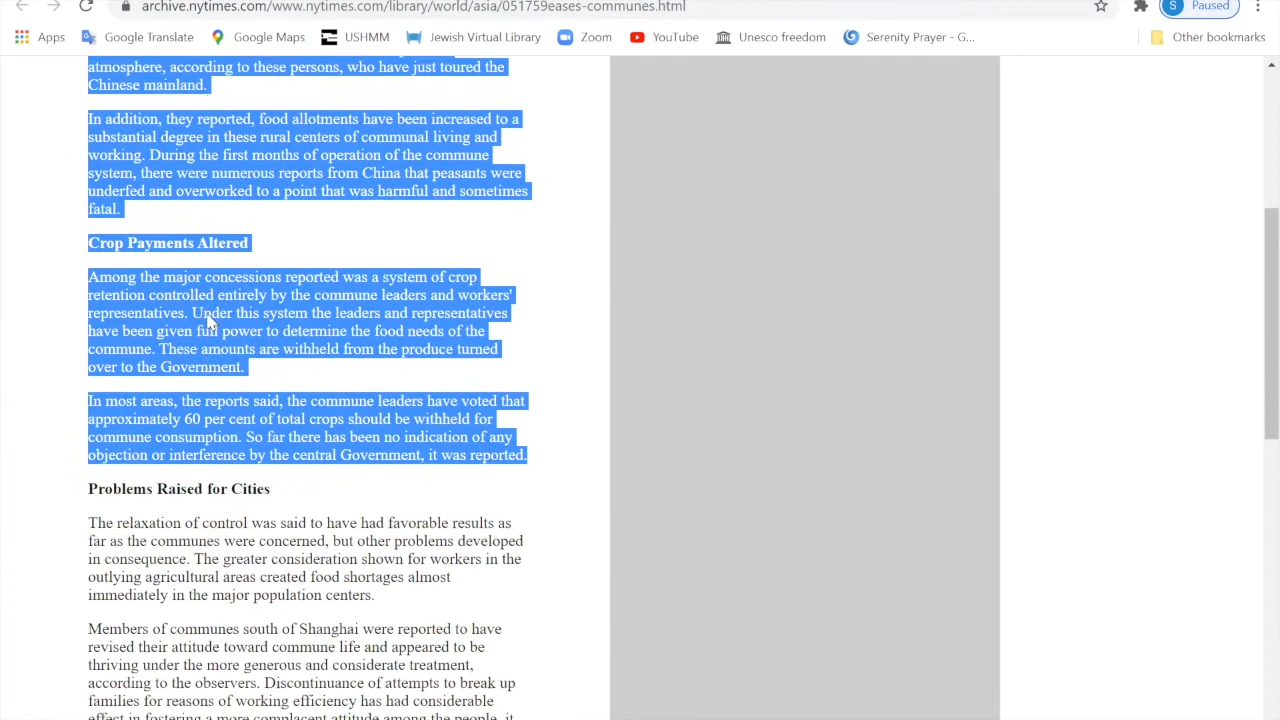 archive.nytimes.com/www.nytimes.com/library/world/asia/051759eases-communes.html
S Paused
Apps Google Translate Google Maps USHMM Jewish Virtual Library Zoom YouTube Unesco freedom Serenity Prayer - G... Other bookmarks
atmosphere, according to these persons, who have just toured the
Chinese mainland.
In addition, they reported, food allotments have been increased to a
substantial degree in these rural centers of communal living and
working. During the first months of operation of the commune
system, there were numerous reports from China that peasants were
underfed and overworked to a point that was harmful and sometimes
fatal.
Crop Payments Altered
Among the major concessions reported was a system of crop
retention controlled entirely by the commune leaders and workers'
representatives. Under this system the leaders and representatives
have been given full power to determine the food needs of the
commune. These amounts are withheld from the produce turned
over to the Government.
In most areas, the reports said, the commune leaders have voted that
approximately 60 per cent of total crops should be withheld for
commune consumption. So far there has been no indication of any
objection or interference by the central Government, it was reported.
Problems Raised for Cities
The relaxation of control was said to have had favorable results as
far as the communes were concerned, but other problems developed
in consequence. The greater consideration shown for workers in the
outlying agricultural areas created food shortages almost
immediately in the major population centers.
Members of communes south of Shanghai were reported to have
revised their attitude toward commune life and appeared to be
thriving under the more generous and considerate treatment,
according to the observers. Discontinuance of attempts to break up
families for reasons of working efficiency has had considerable
effect in fostering a more complacent attitude among the people, it